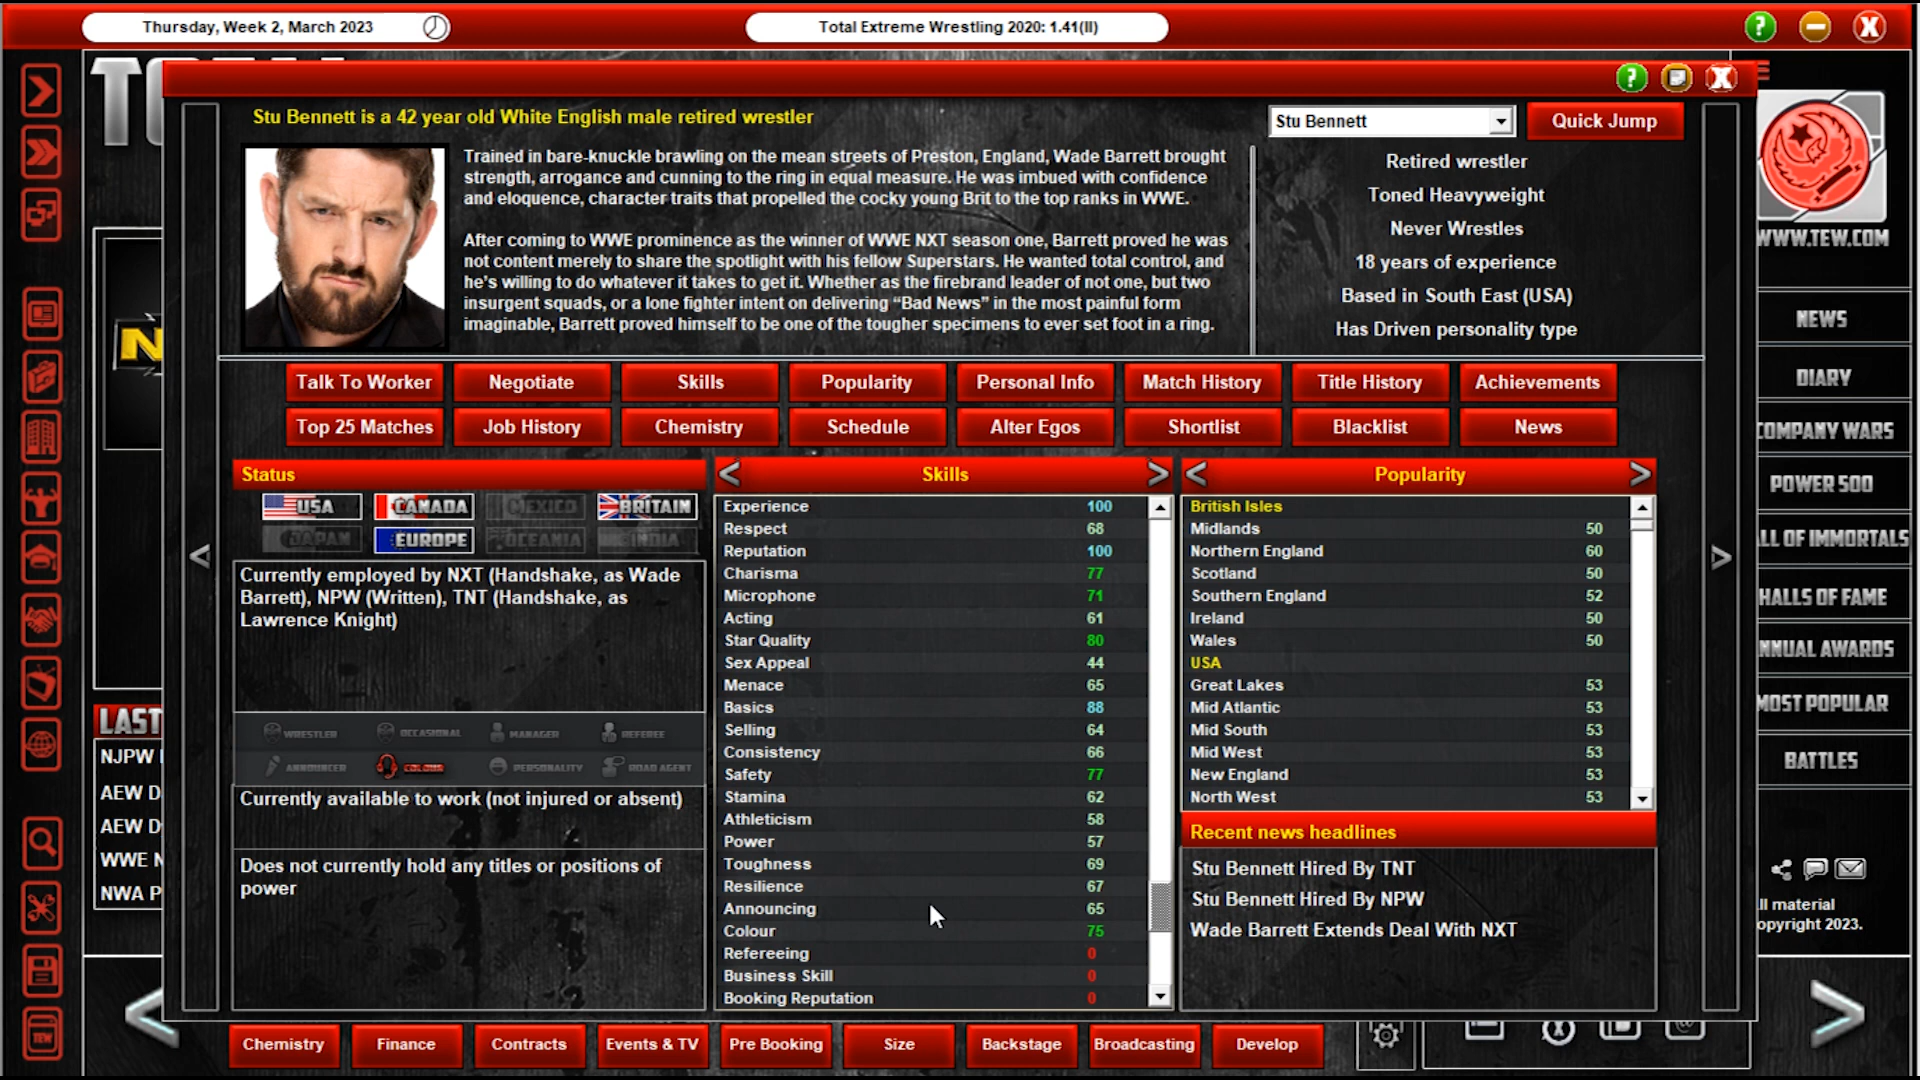 Thursday, Week 2, March 2023
Total Extreme Wrestling 2020: 1.41(II)
Stu Bennett is a 42 year old White English male retired wrestler
Stu Bennett
Quick Jump
Trained in bare-knuckle brawling on the mean streets of Preston, England, Wade Barrett brought
strength, arrogance and cunning to the ring in equal measure. He was imbued with confidence
and eloquence, character traits that propelled the cocky young Brit to the top ranks in WWE.
After coming to WWE prominence as the winner of WWE NXT season one, Barrett proved he was
not content merely to share the spotlight with his fellow Superstars. He wanted total control, and
he's willing to do whatever it takes to get it. Whether as the firebrand leader of not one, but two
insurgent squads, or a lone fighter intent on delivering “Bad News” in the most painful form
imaginable, Barrett proved himself to be one of the tougher specimens to ever set foot in a ring.
Retired wrestler
Toned Heavyweight
Never Wrestles
18 years of experience
Based in South East (USA)
Has Driven personality type
WWW.TEW.COM
NEWS
DIARY
COMPANY WARS
POWER 500
LL OF IMMORTALS
HALLS OF FAME
NNUAL AWARDS
MOST POPULAR
BATTLES
ll material
opyright 2023.
Talk To Worker Negotiate Skills Popularity Personal Info Match History Title History Achievements
Top 25 Matches Job History Chemistry Schedule Alter Egos Shortlist Blacklist News
Status
USA CANADA MEXICO BRITAIN
JAPAN EUROPE OCEANIA INDIA
Currently employed by NXT (Handshake, as Wade
Barrett), NPW (Written), TNT (Handshake, as
Lawrence Knight)
WRESTLER OCCASIONAL MANAGER REFEREE
ANNOUNCER COLOUR PERSONALITY ROAD AGENT
Currently available to work (not injured or absent)
Does not currently hold any titles or positions of
power
< Skills >
Experience 100
Respect 68
Reputation 100
Charisma 77
Microphone 71
Acting 61
Star Quality 80
Sex Appeal 44
Menace 65
Basics 88
Selling 64
Consistency 66
Safety 77
Stamina 62
Athleticism 58
Power 57
Toughness 69
Resilience 67
Announcing 65
Colour 75
Refereeing 0
Business Skill 0
Booking Reputation 0
< Popularity >
British Isles
Midlands 50
Northern England 60
Scotland 50
Southern England 52
Ireland 50
Wales 50
USA
Great Lakes 53
Mid Atlantic 53
Mid South 53
Mid West 53
New England 53
North West 53
Recent news headlines
Stu Bennett Hired By TNT
Stu Bennett Hired By NPW
Wade Barrett Extends Deal With NXT
LAST
NJPW
AEW D
AEW D
WWE N
NWA P
TEW
Chemistry Finance Contracts Events & TV Pre Booking Size Backstage Broadcasting Develop